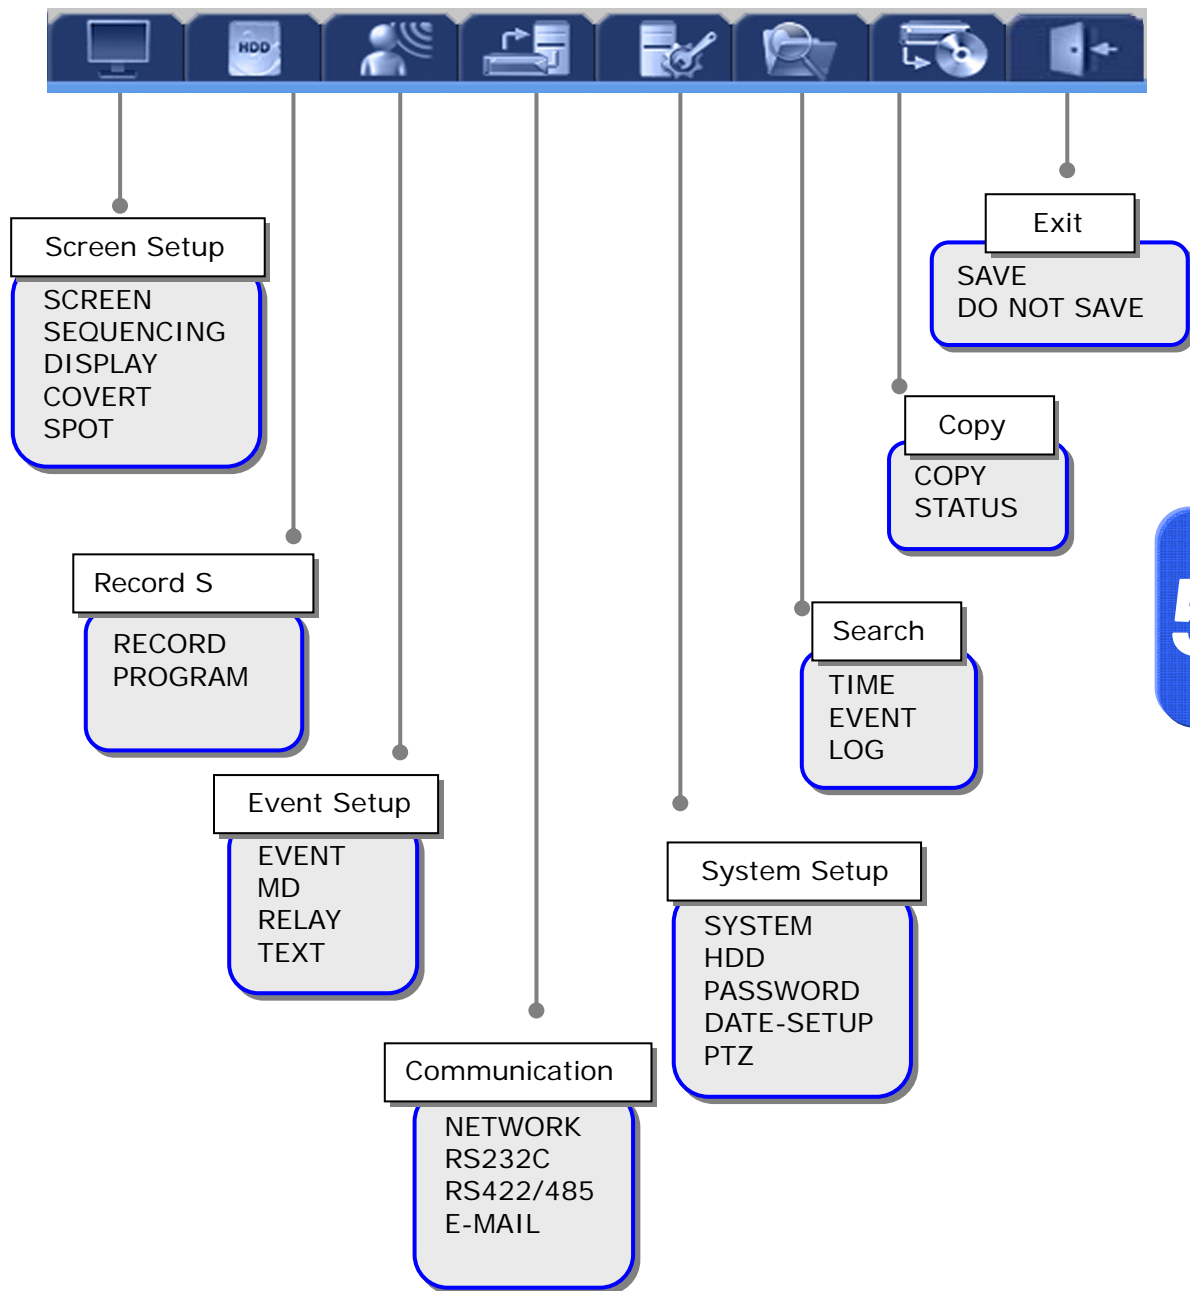 HDD
Screen Setup
SCREEN
SEQUENCING
DISPLAY
COVERT
SPOT
Record S
RECORD
PROGRAM
Event Setup
EVENT
MD
RELAY
TEXT
Communication
NETWORK
RS232C
RS422/485
E-MAIL
System Setup
SYSTEM
HDD
PASSWORD
DATE-SETUP
PTZ
Search
TIME
EVENT
LOG
Copy
COPY
STATUS
Exit
SAVE
DO NOT SAVE
5